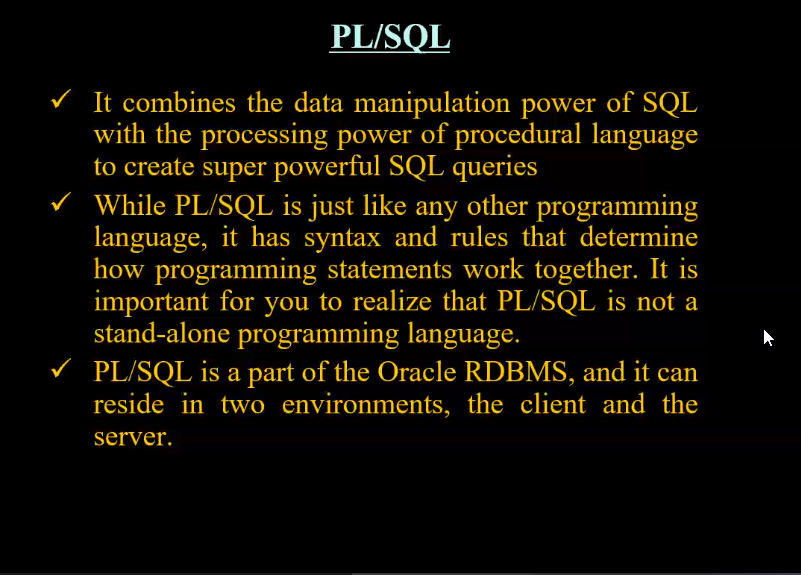 PL/SQL
✓ It combines the data manipulation power of SQL
with the processing power of procedural language
to create super powerful SQL queries
✓ While PL/SQL is just like any other programming
language, it has syntax and rules that determine
how programming statements work together. It is
important for you to realize that PL/SQL is not a
stand-alone programming language.
✓ PL/SQL is a part of the Oracle RDBMS, and it can
reside in two environments, the client and the
server.